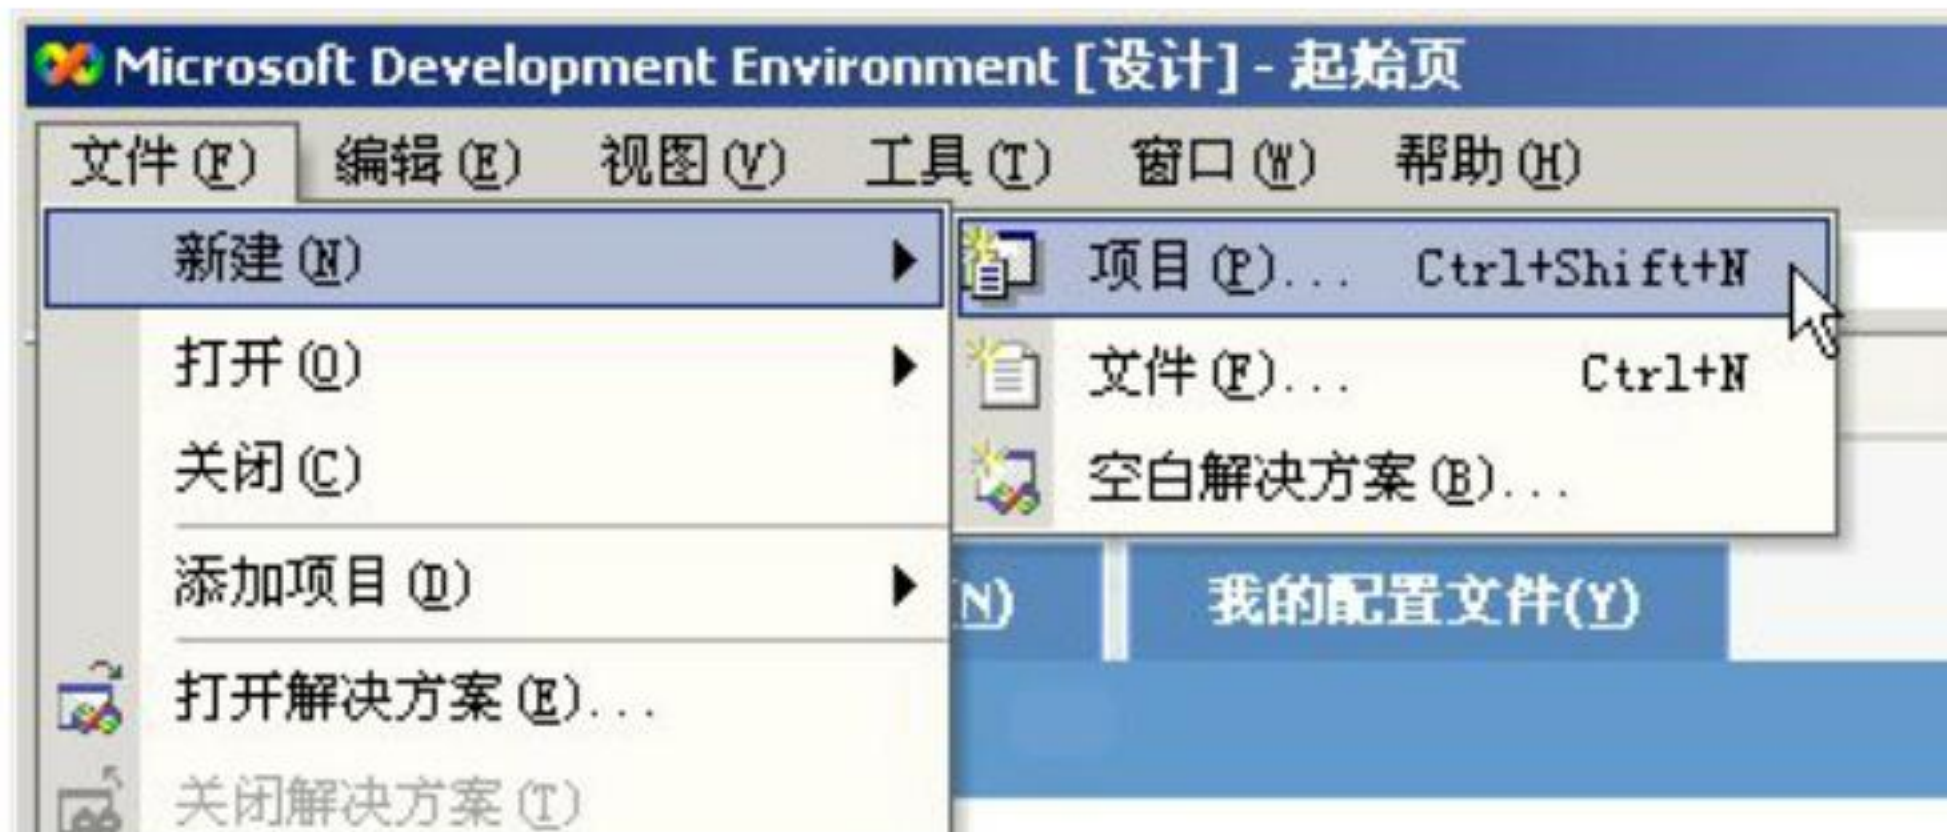 Microsoft Development Environment [设计] - 起始页
文件(F) 编辑(E) 视图(V) 工具(T) 窗口(W) 帮助(H)
新建(N)
项目(P)... Ctrl+Shift+N
打开(O)
文件(F)... Ctrl+N
关闭(C)
空白解决方案(B)...
添加项目(D)
N) 我的配置文件(Y)
打开解决方案(E)...
关闭解决方案(T)